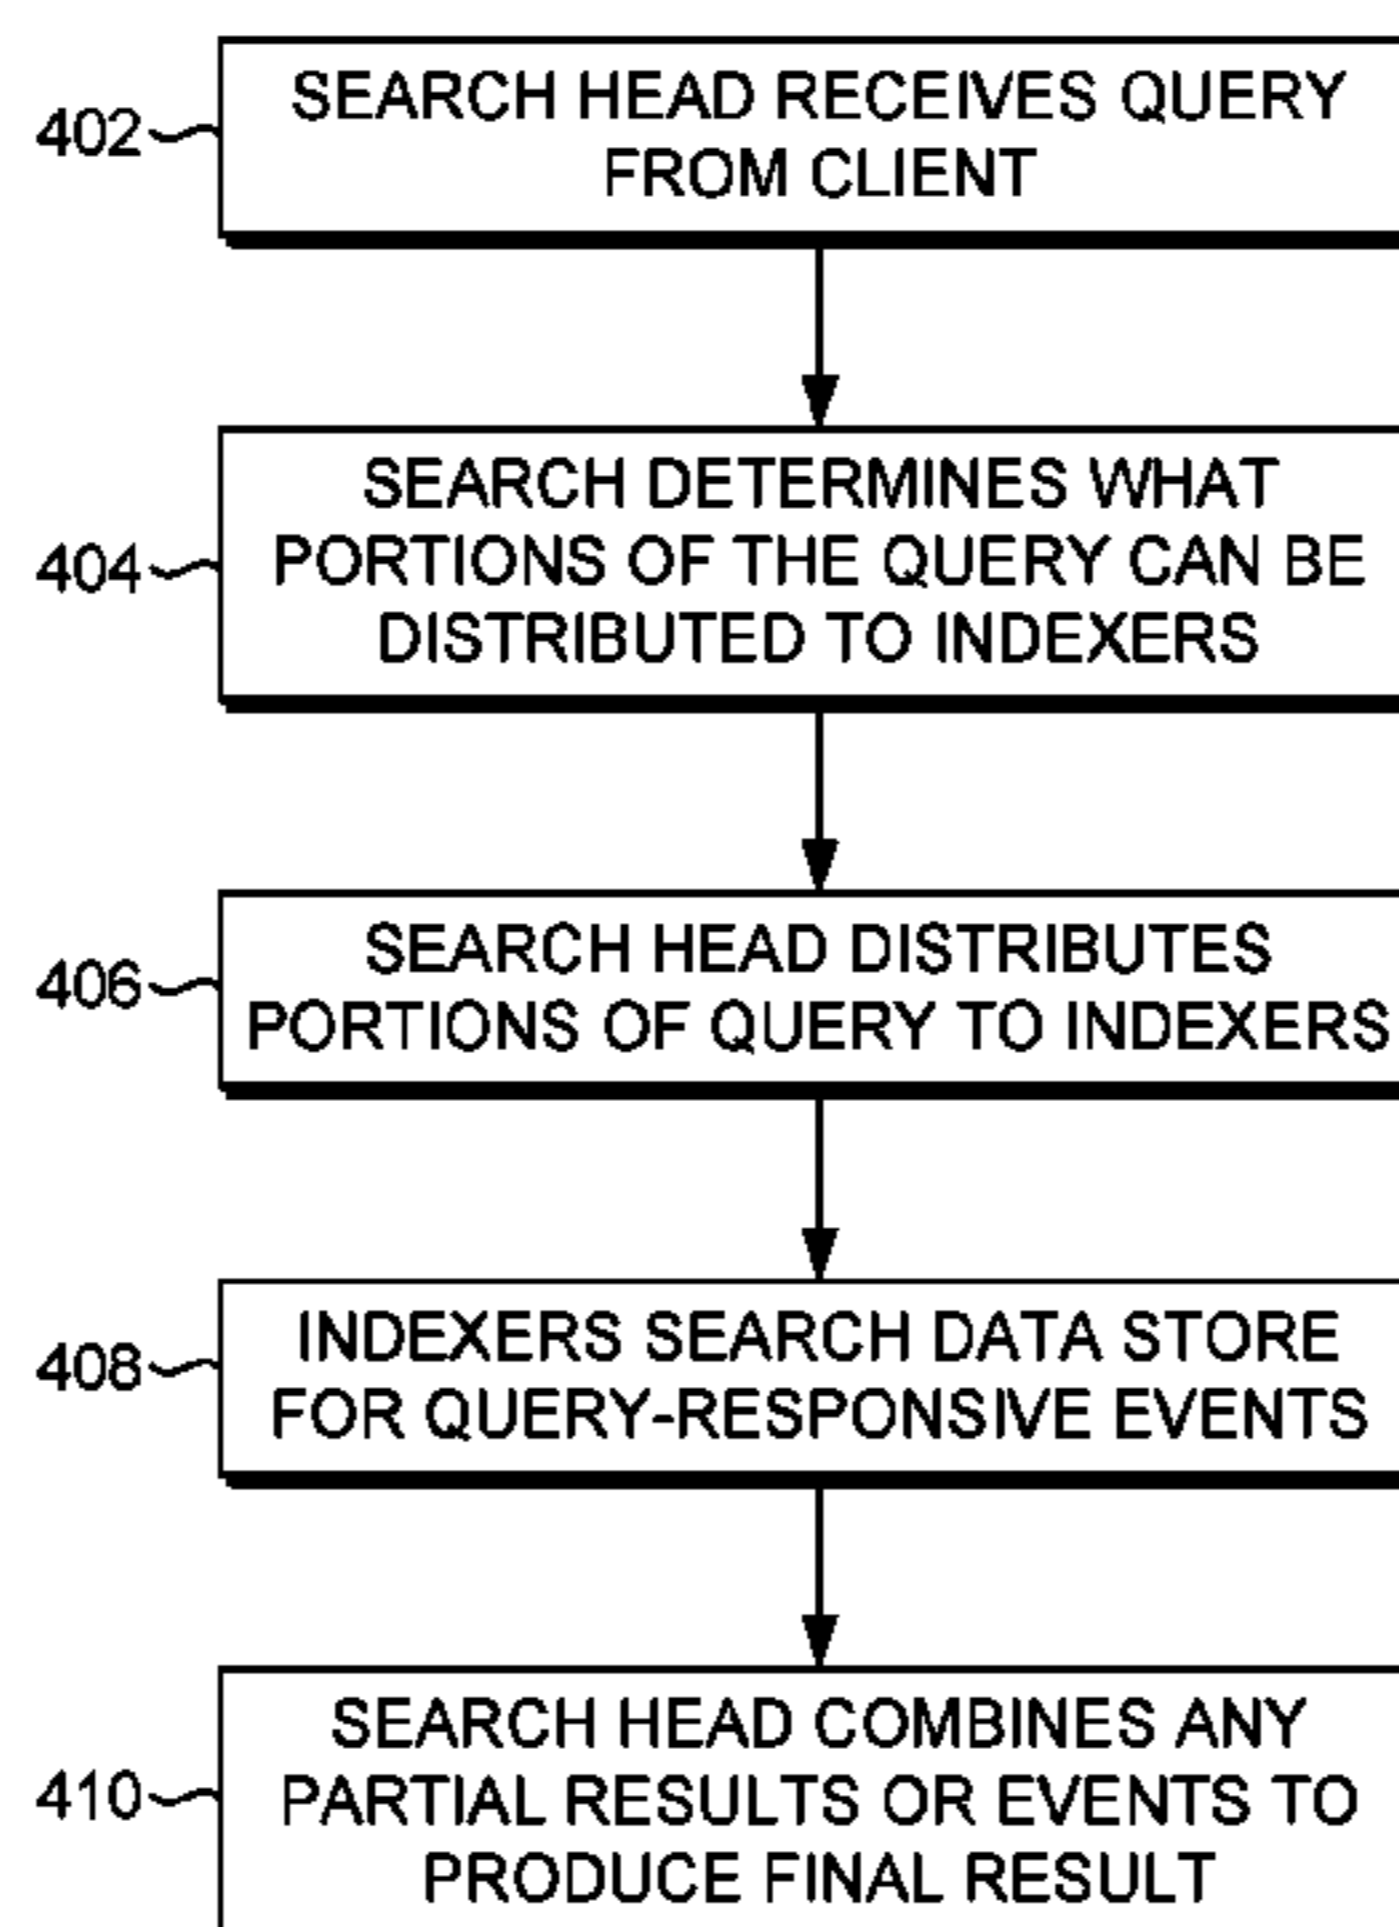 402
SEARCH HEAD RECEIVES QUERY
FROM CLIENT
404
SEARCH DETERMINES WHAT
PORTIONS OF THE QUERY CAN BE
DISTRIBUTED TO INDEXERS
406
SEARCH HEAD DISTRIBUTES
PORTIONS OF QUERY TO INDEXERS
408
INDEXERS SEARCH DATA STORE
FOR QUERY-RESPONSIVE EVENTS
410
SEARCH HEAD COMBINES ANY
PARTIAL RESULTS OR EVENTS TO
PRODUCE FINAL RESULT